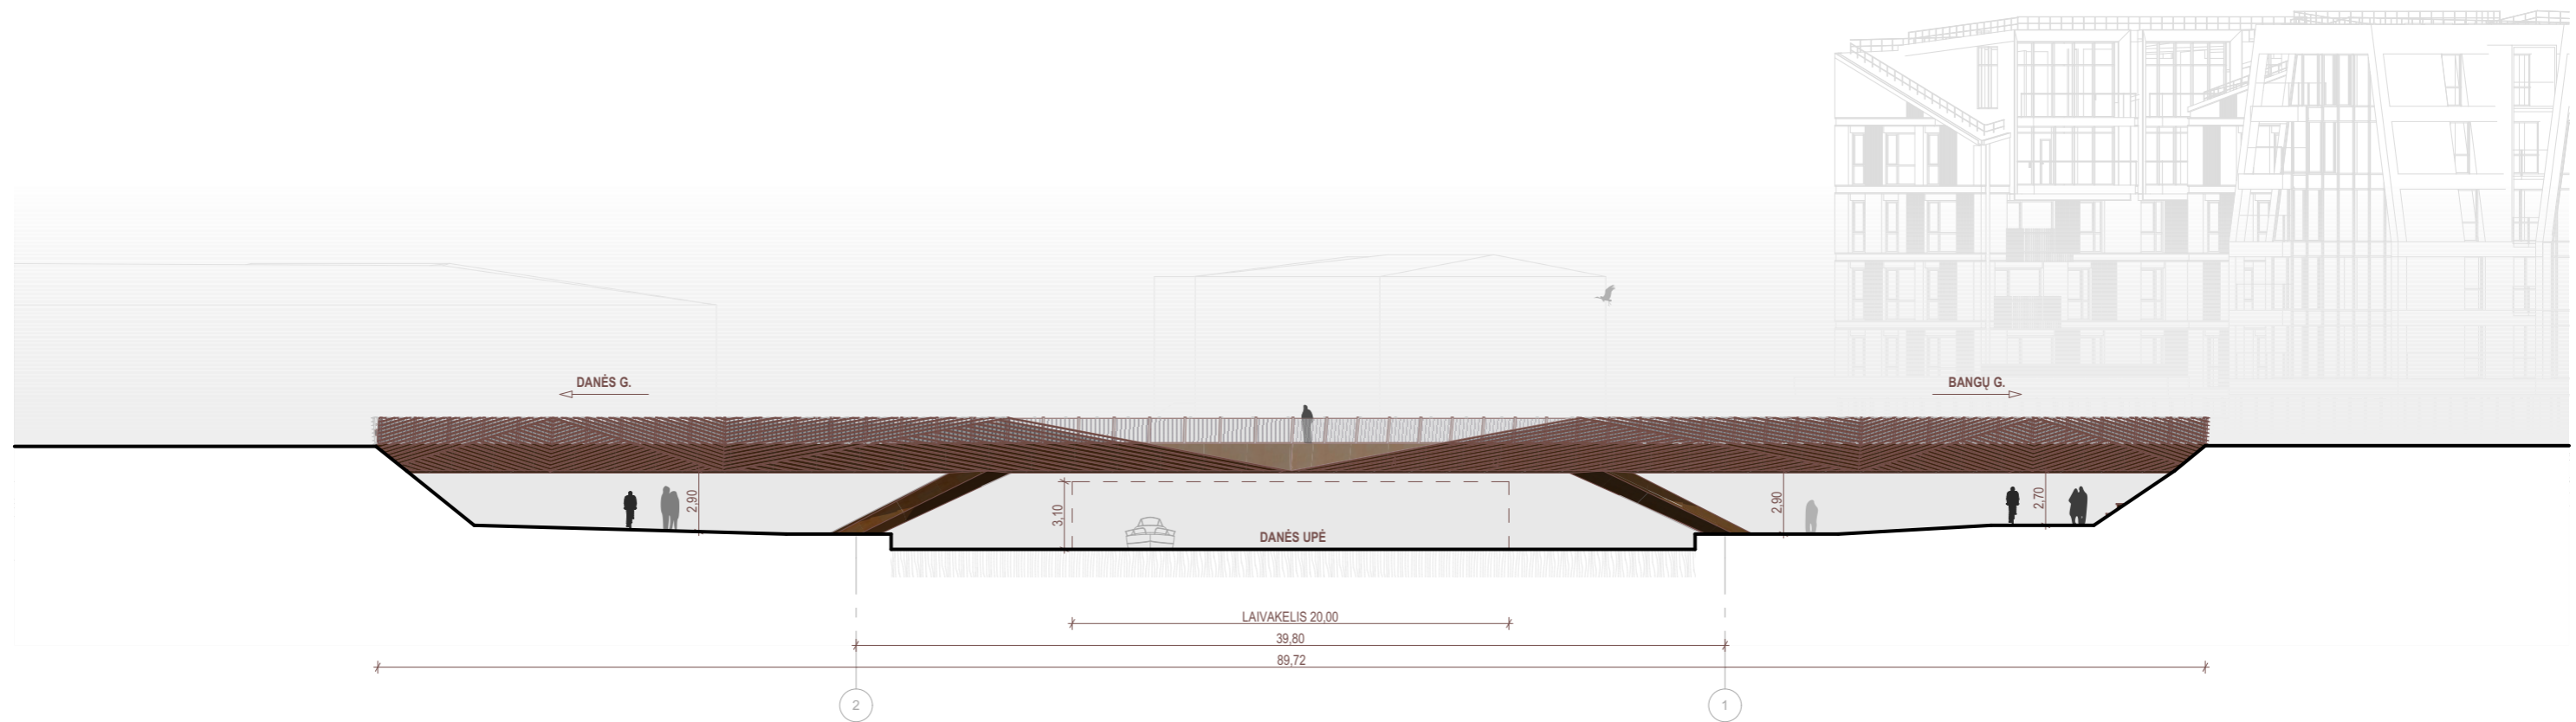 DANĖS G.
BANGŲ G.
2,90
3,10
2,90
2,70
DANĖS UPĖ
LAIVAKELIS 20,00
39,80
89,72
2
1